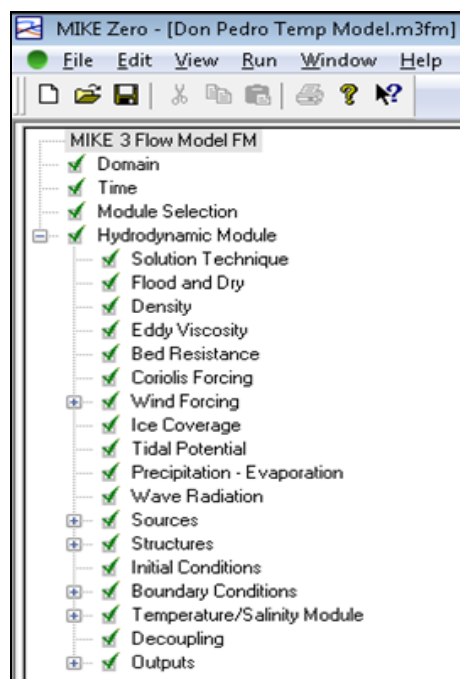 MIKE Zero - [Don Pedro Temp Model.m3fm]
File Edit View Run Window Help
MIKE 3 Flow Model FM
Domain
Time
Module Selection
Hydrodynamic Module
Solution Technique
Flood and Dry
Density
Eddy Viscosity
Bed Resistance
Coriolis Forcing
Wind Forcing
Ice Coverage
Tidal Potential
Precipitation - Evaporation
Wave Radiation
Sources
Structures
Initial Conditions
Boundary Conditions
Temperature/Salinity Module
Decoupling
Outputs